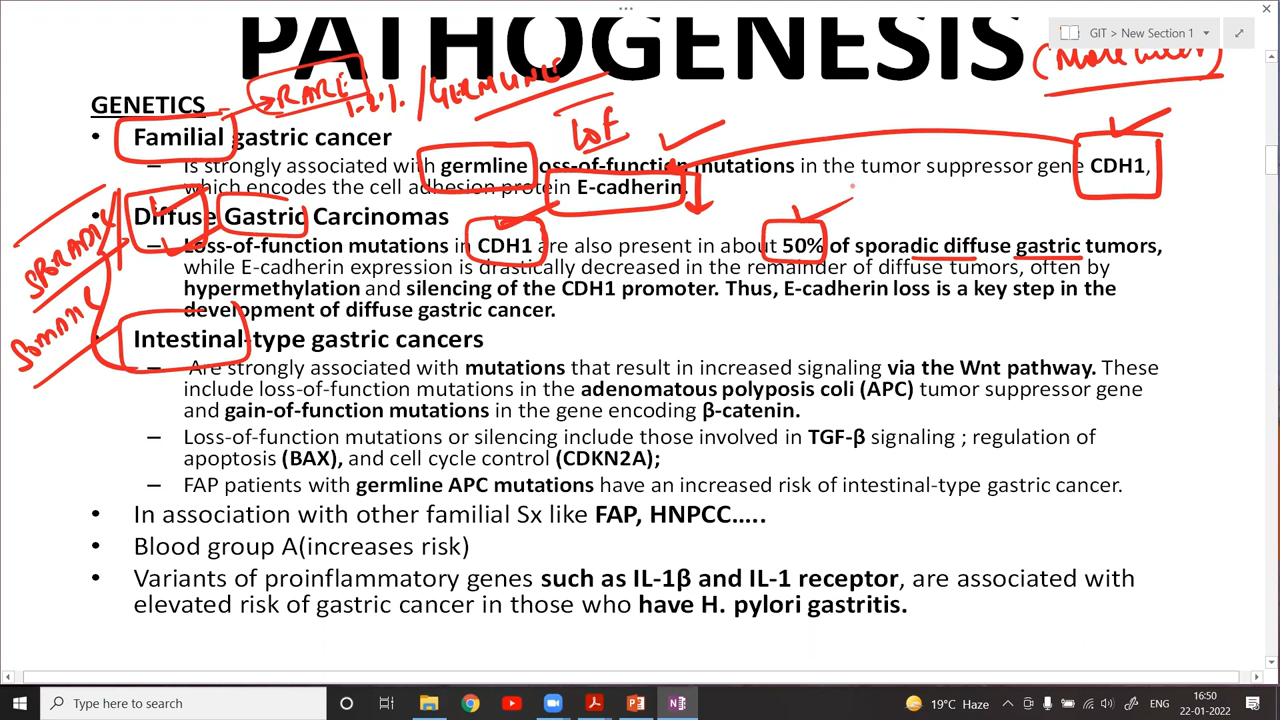 PATHOGENESIS
GIT > New Section 1
GENETICS
RARE
1-2% / GERMLINE
LOF
• Familial gastric cancer
– Is strongly associated with germline loss-of-function mutations in the tumor suppressor gene CDH1,
which encodes the cell adhesion protein E-cadherin.
• Diffuse Gastric Carcinomas
SPORADIC
SOMATIC
– Loss-of-function mutations in CDH1 are also present in about 50% of sporadic diffuse gastric tumors,
while E-cadherin expression is drastically decreased in the remainder of diffuse tumors, often by
hypermethylation and silencing of the CDH1 promoter. Thus, E-cadherin loss is a key step in the
development of diffuse gastric cancer.
• Intestinal-type gastric cancers
– Are strongly associated with mutations that result in increased signaling via the Wnt pathway. These
include loss-of-function mutations in the adenomatous polyposis coli (APC) tumor suppressor gene
and gain-of-function mutations in the gene encoding β-catenin.
– Loss-of-function mutations or silencing include those involved in TGF-β signaling ; regulation of
apoptosis (BAX), and cell cycle control (CDKN2A);
– FAP patients with germline APC mutations have an increased risk of intestinal-type gastric cancer.
• In association with other familial Sx like FAP, HNPCC.....
• Blood group A(increases risk)
• Variants of proinflammatory genes such as IL-1β and IL-1 receptor, are associated with
elevated risk of gastric cancer in those who have H. pylori gastritis.
Type here to search
19°C Haze
ENG
16:50
22-01-2022